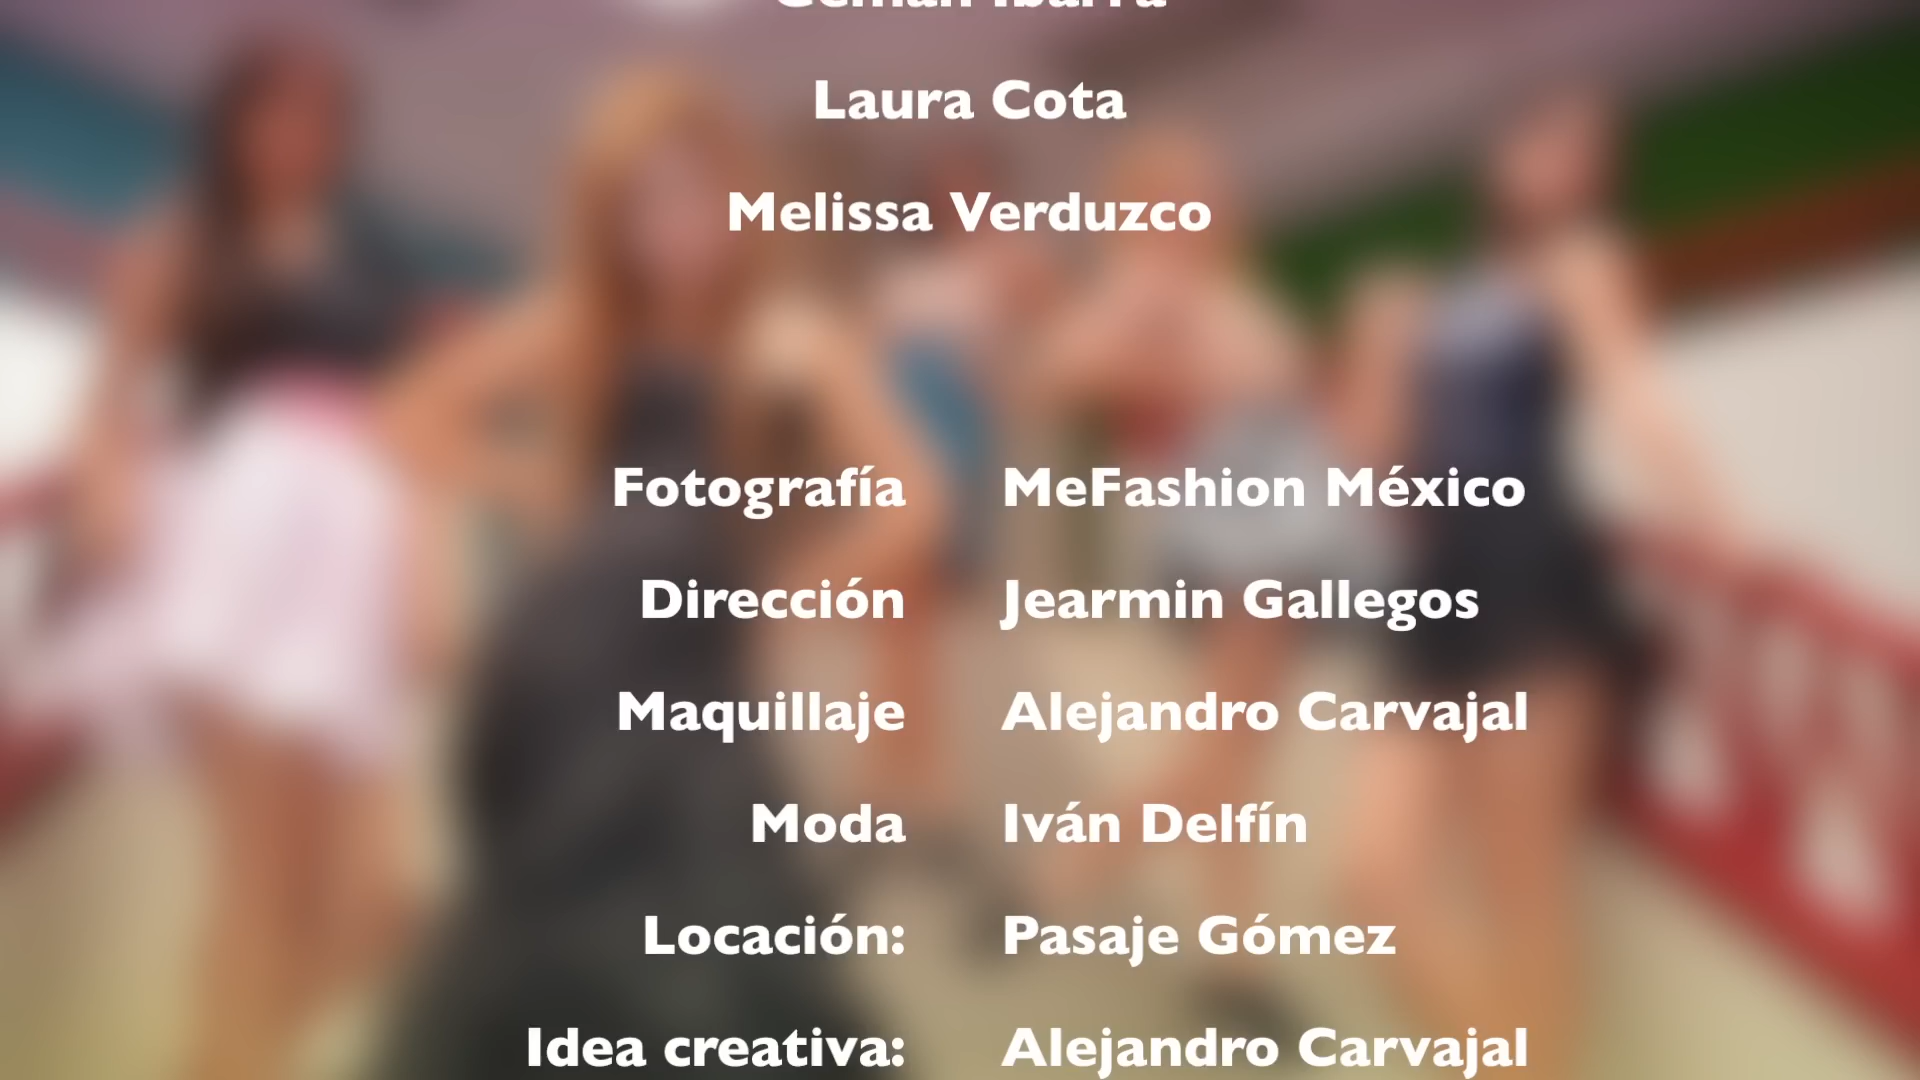 Laura Cota
Melissa Verduzco
Fotografía MeFashion México
Dirección Jearmin Gallegos
Maquillaje Alejandro Carvajal
Moda Iván Delfín
Locación: Pasaje Gómez
Idea creativa: Alejandro Carvajal